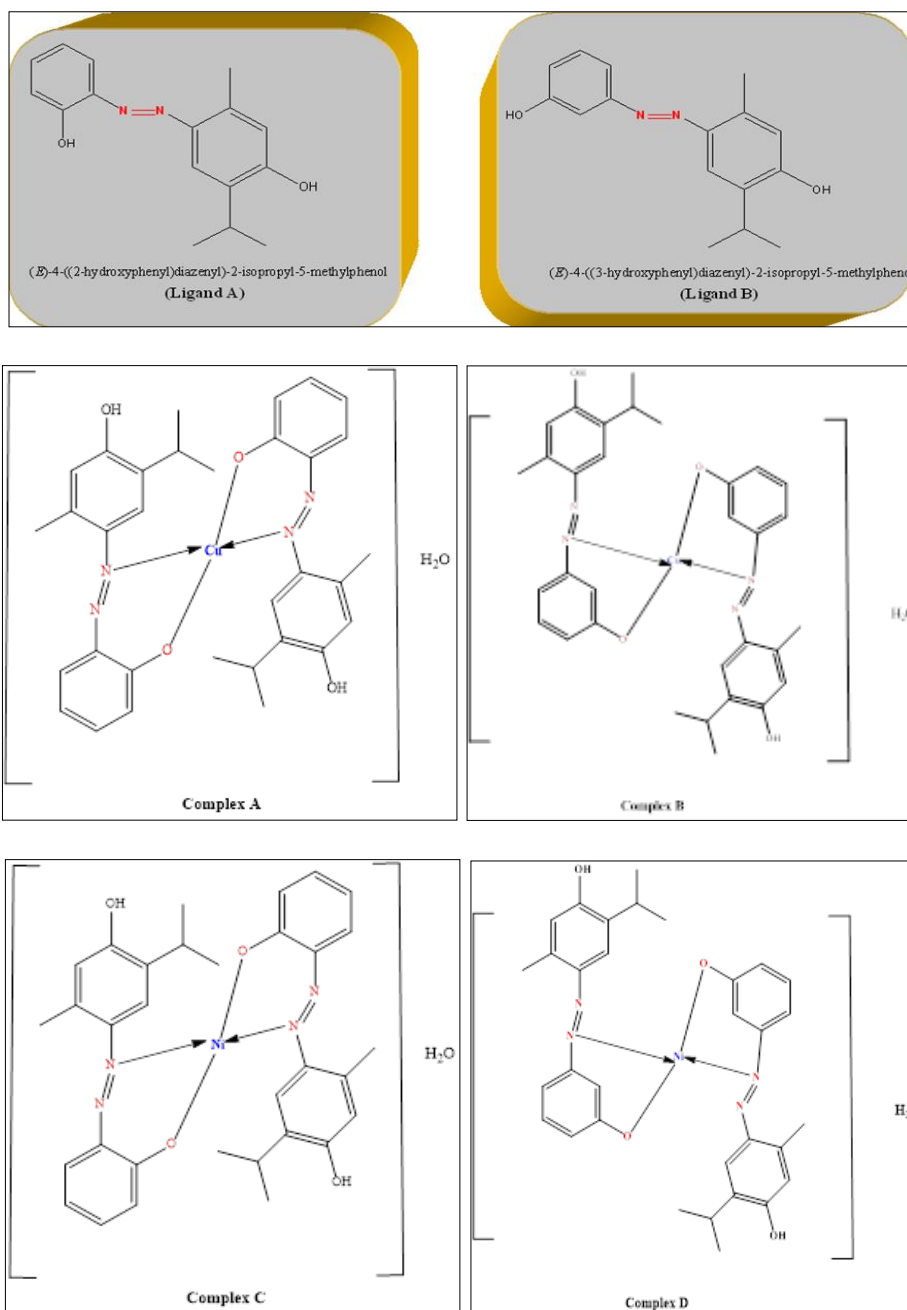 OH
N
N
OH
HO
N
N
OH
(E)-4-((2-hydroxyphenyl)diazenyl)-2-isopropyl-5-methylphenol
(Ligand A)
(E)-4-((3-hydroxyphenyl)diazenyl)-2-isopropyl-5-methylpheno
(Ligand B)
OH
O
N
N
Cu
N
N
O
OH
H2O
Complex A
OH
O
N
N
N
N
O
OH
Complex B
OH
O
N
N
Ni
N
N
O
OH
H2O
Complex C
OH
O
N
N
Ni
N
N
O
OH
Complex D